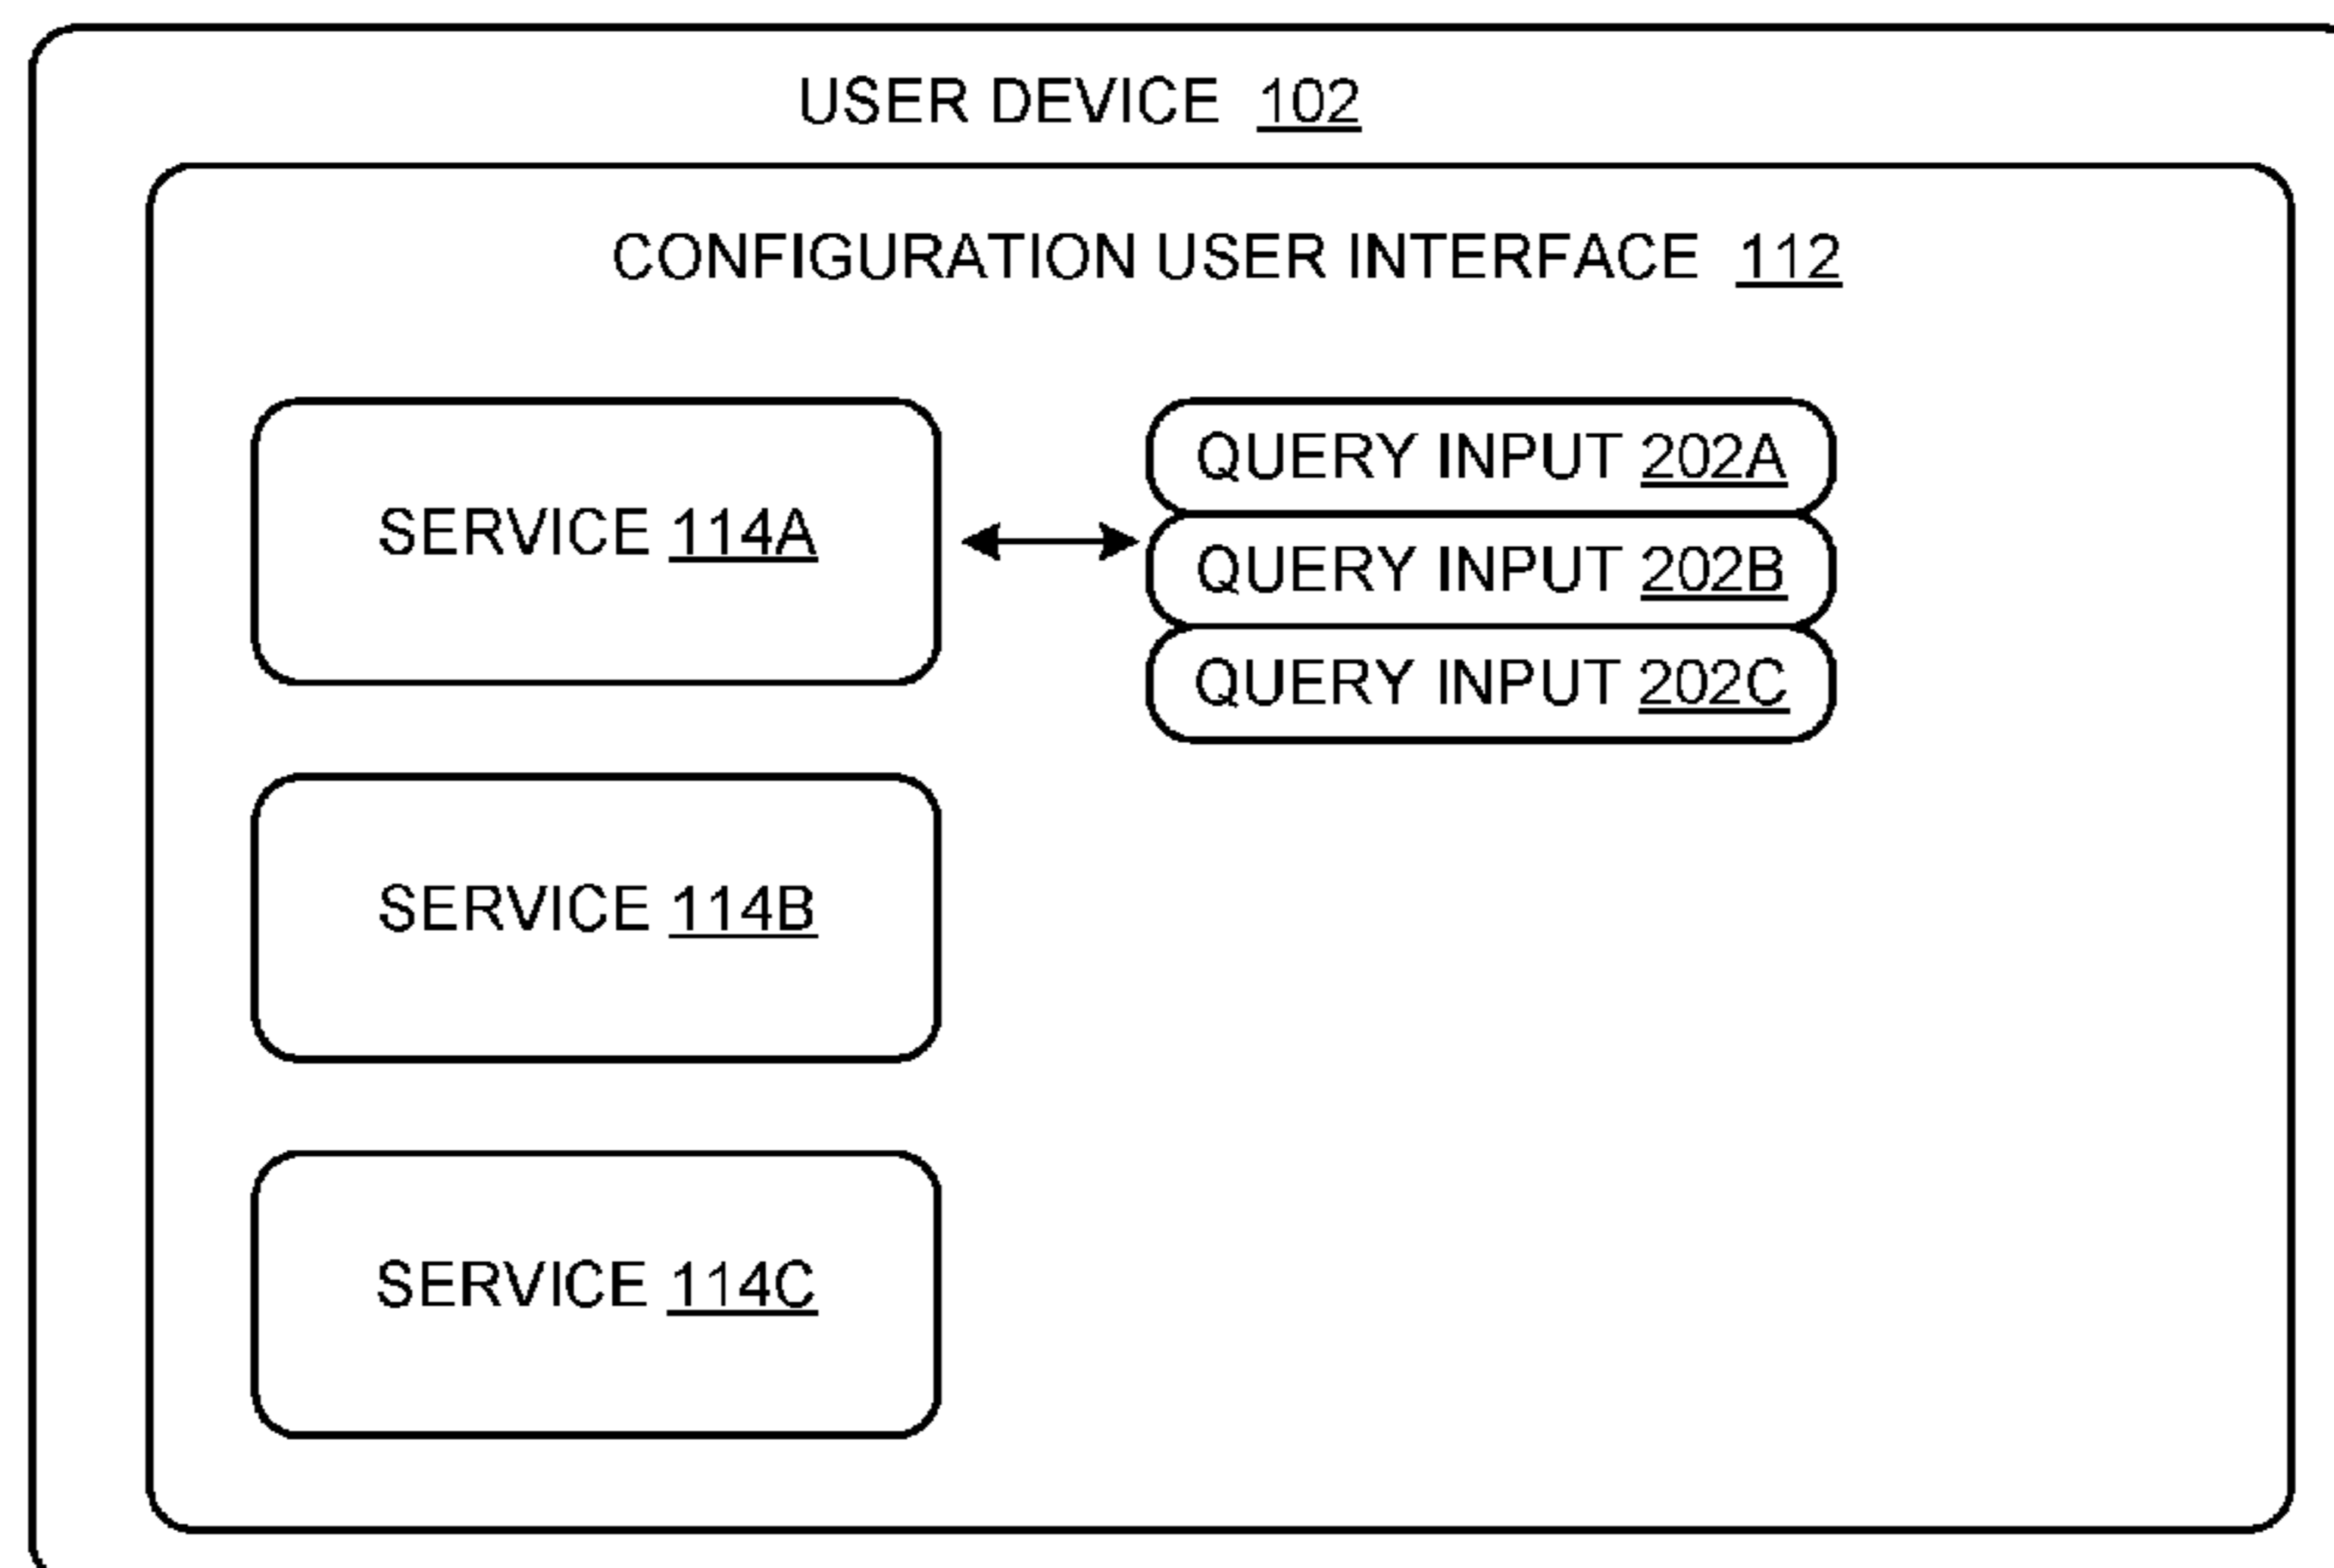 USER DEVICE 102
CONFIGURATION USER INTERFACE 112
SERVICE 114A
QUERY INPUT 202A
QUERY INPUT 202B
QUERY INPUT 202C
SERVICE 114B
SERVICE 114C